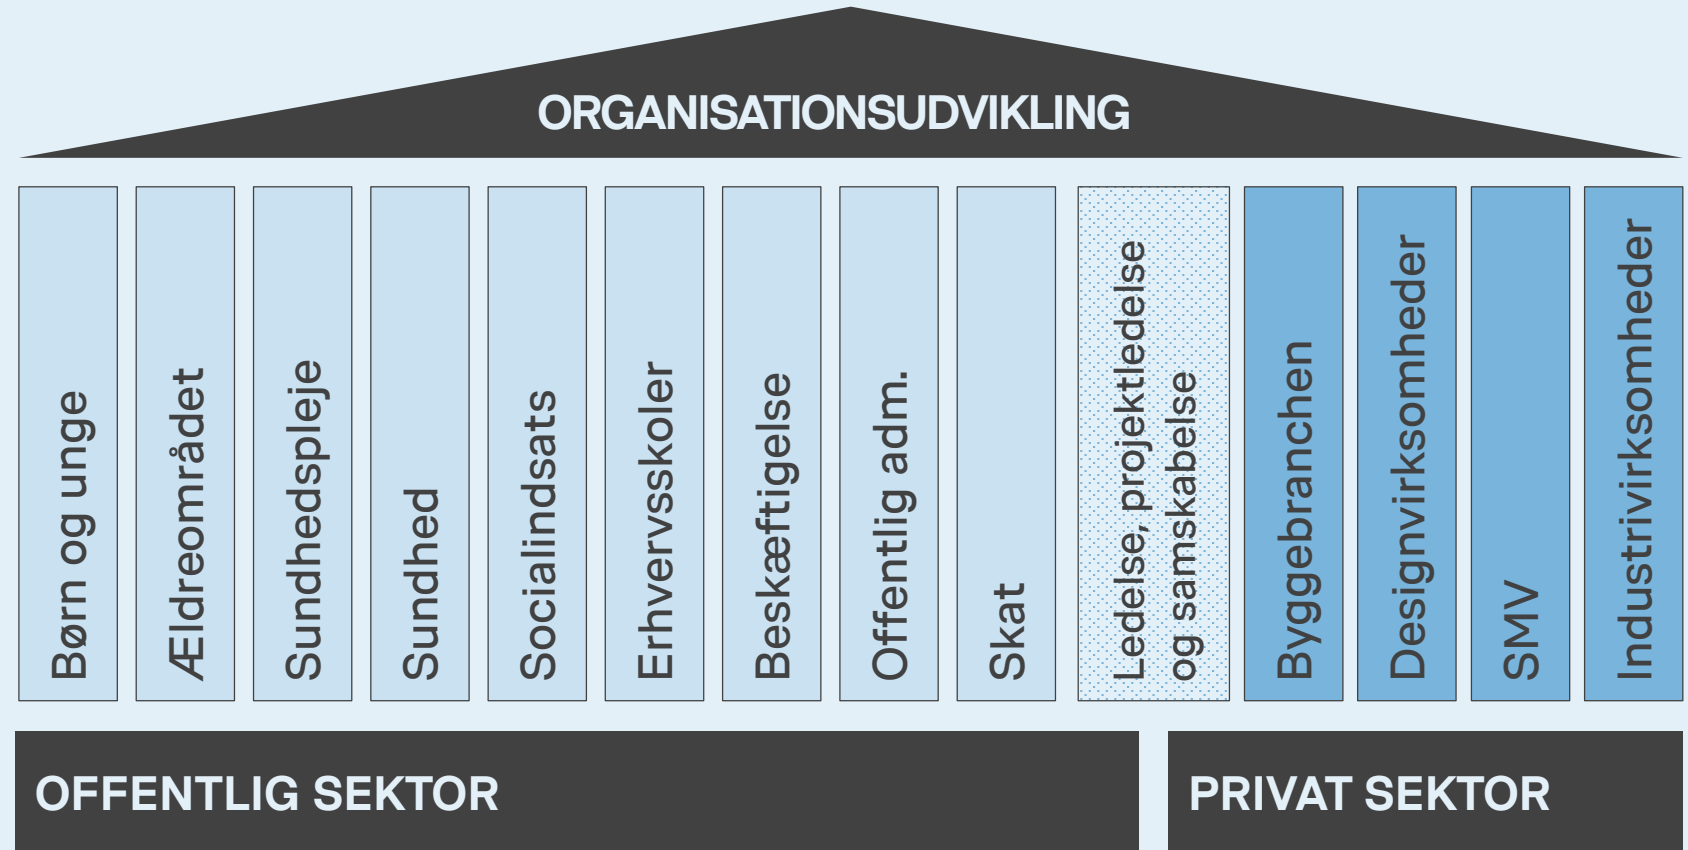 ORGANISATIONSUDVIKLING
Børn og unge
Ældreområdet
Sundhedspleje
Sundhed
Socialindsats
Erhvervsskoler
Beskæftigelse
Offentlig adm.
Skat
Ledelse, projektledelse
og samskabelse
Byggebranchen
Designvirksomheder
SMV
Industrivirksomheder
OFFENTLIG SEKTOR
PRIVAT SEKTOR